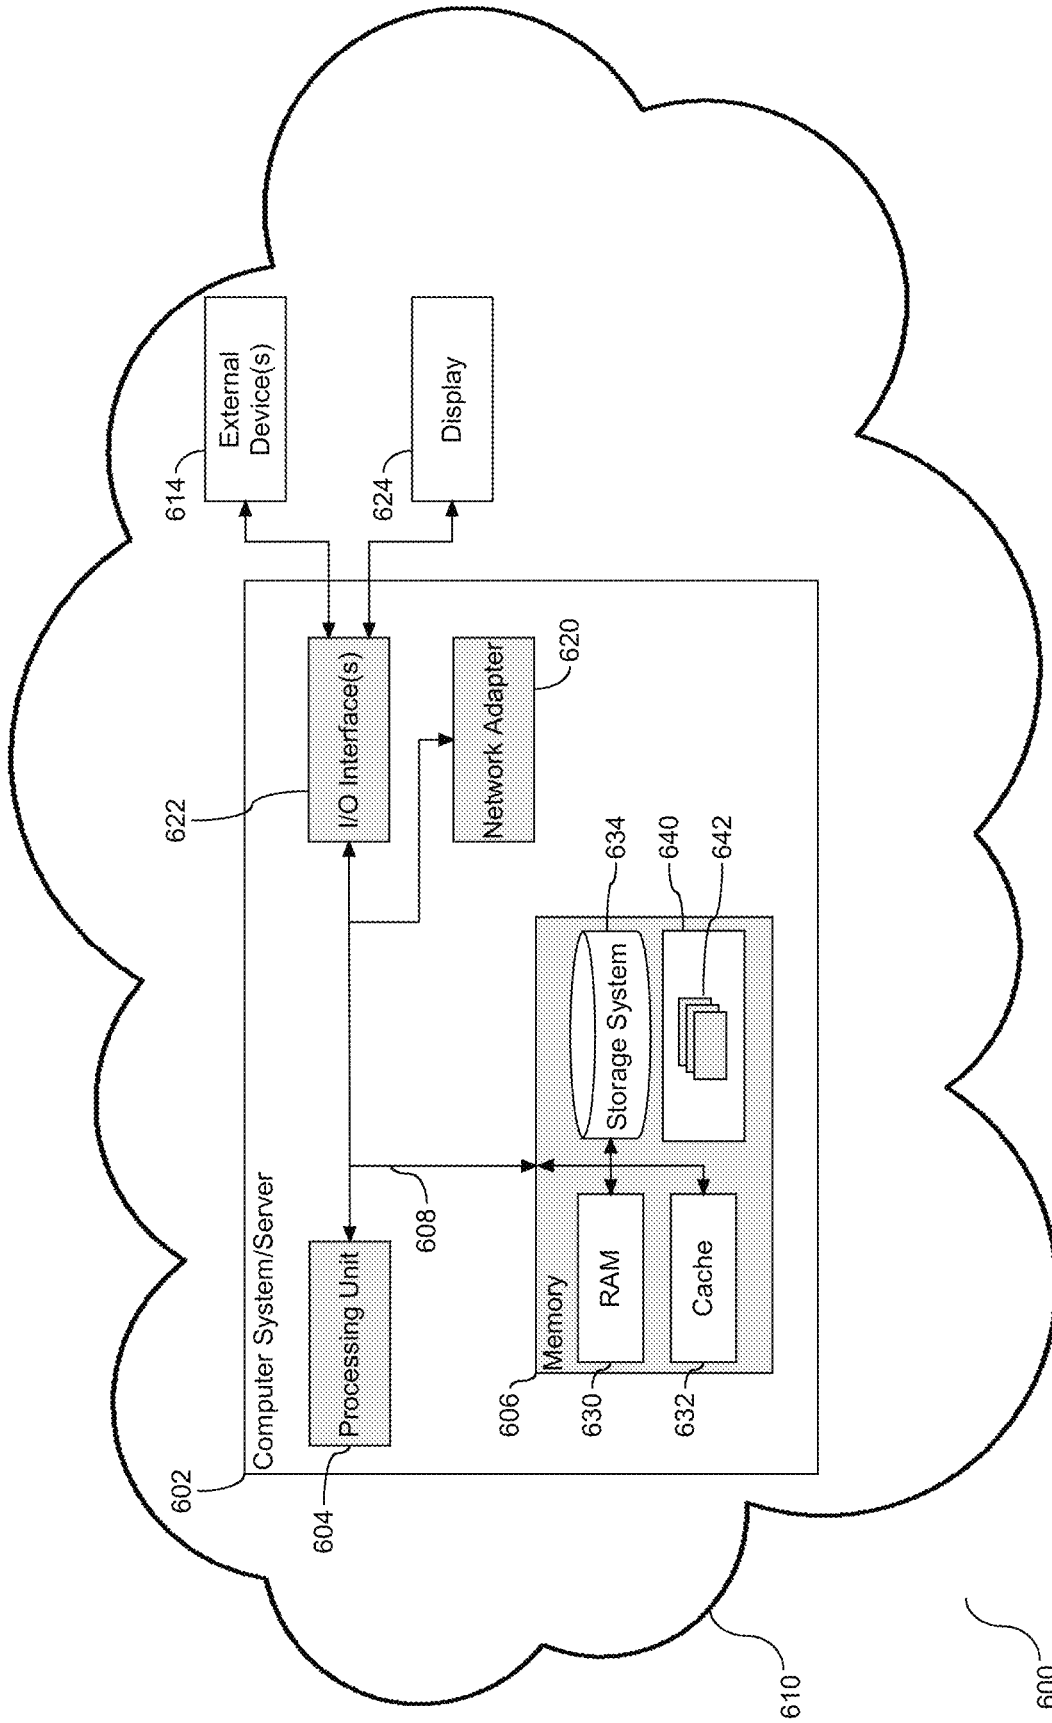 602
Computer System/Server
604
Processing Unit
608
622
I/O Interface(s)
614
External
Device(s)
624
Display
Network Adapter
620
606
Memory
630
RAM
Storage System
634
632
Cache
640
642
610
600